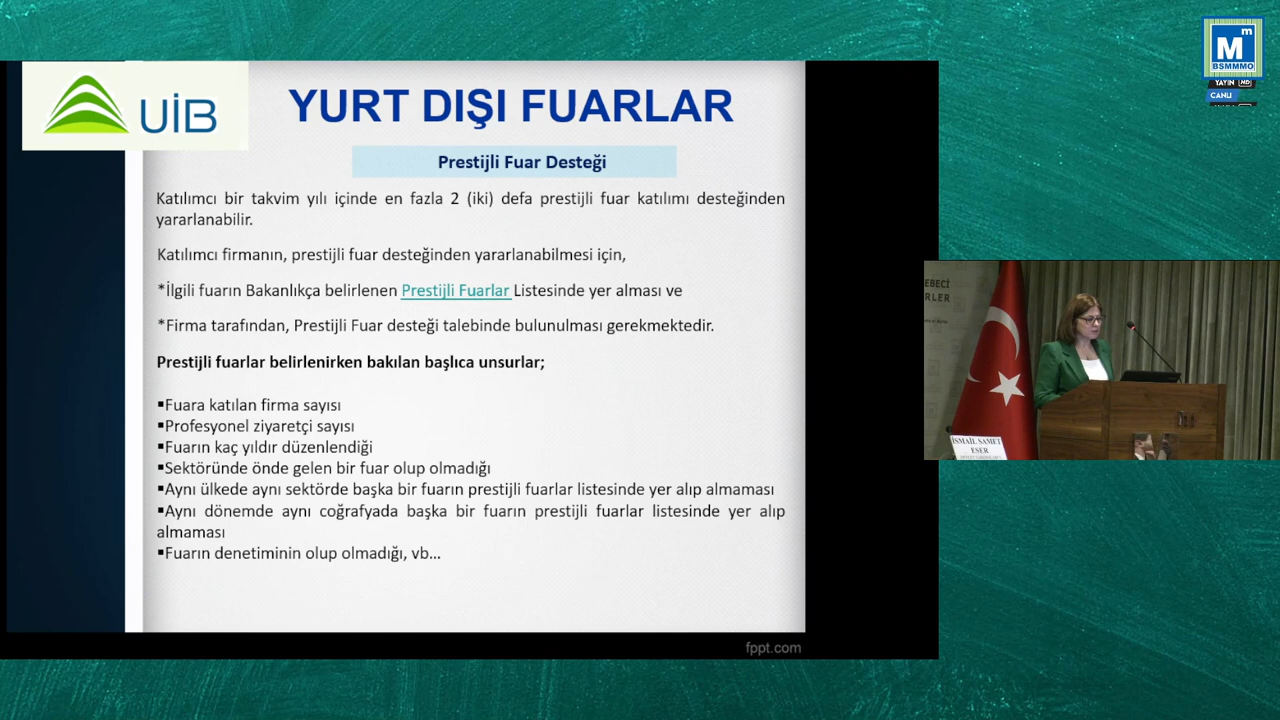 M m
BSMMMO
YAYIN HD
CANLI
UİB
YURT DIŞI FUARLAR
Prestijli Fuar Desteği
Katılımcı bir takvim yılı içinde en fazla 2 (iki) defa prestijli fuar katılımı desteğinden
yararlanabilir.
Katılımcı firmanın, prestijli fuar desteğinden yararlanabilmesi için,
*İlgili fuarın Bakanlıkça belirlenen Prestijli Fuarlar Listesinde yer alması ve
*Firma tarafından, Prestijli Fuar desteği talebinde bulunulması gerekmektedir.
Prestijli fuarlar belirlenirken bakılan başlıca unsurlar;
▪Fuara katılan firma sayısı
▪Profesyonel ziyaretçi sayısı
▪Fuarın kaç yıldır düzenlendiği
▪Sektöründe önde gelen bir fuar olup olmadığı
▪Aynı ülkede aynı sektörde başka bir fuarın prestijli fuarlar listesinde yer alıp almaması
▪Aynı dönemde aynı coğrafyada başka bir fuarın prestijli fuarlar listesinde yer alıp
almaması
▪Fuarın denetiminin olup olmadığı, vb...
fppt.com
EBECİ
RLER
İSMAİL SAMET
ESER